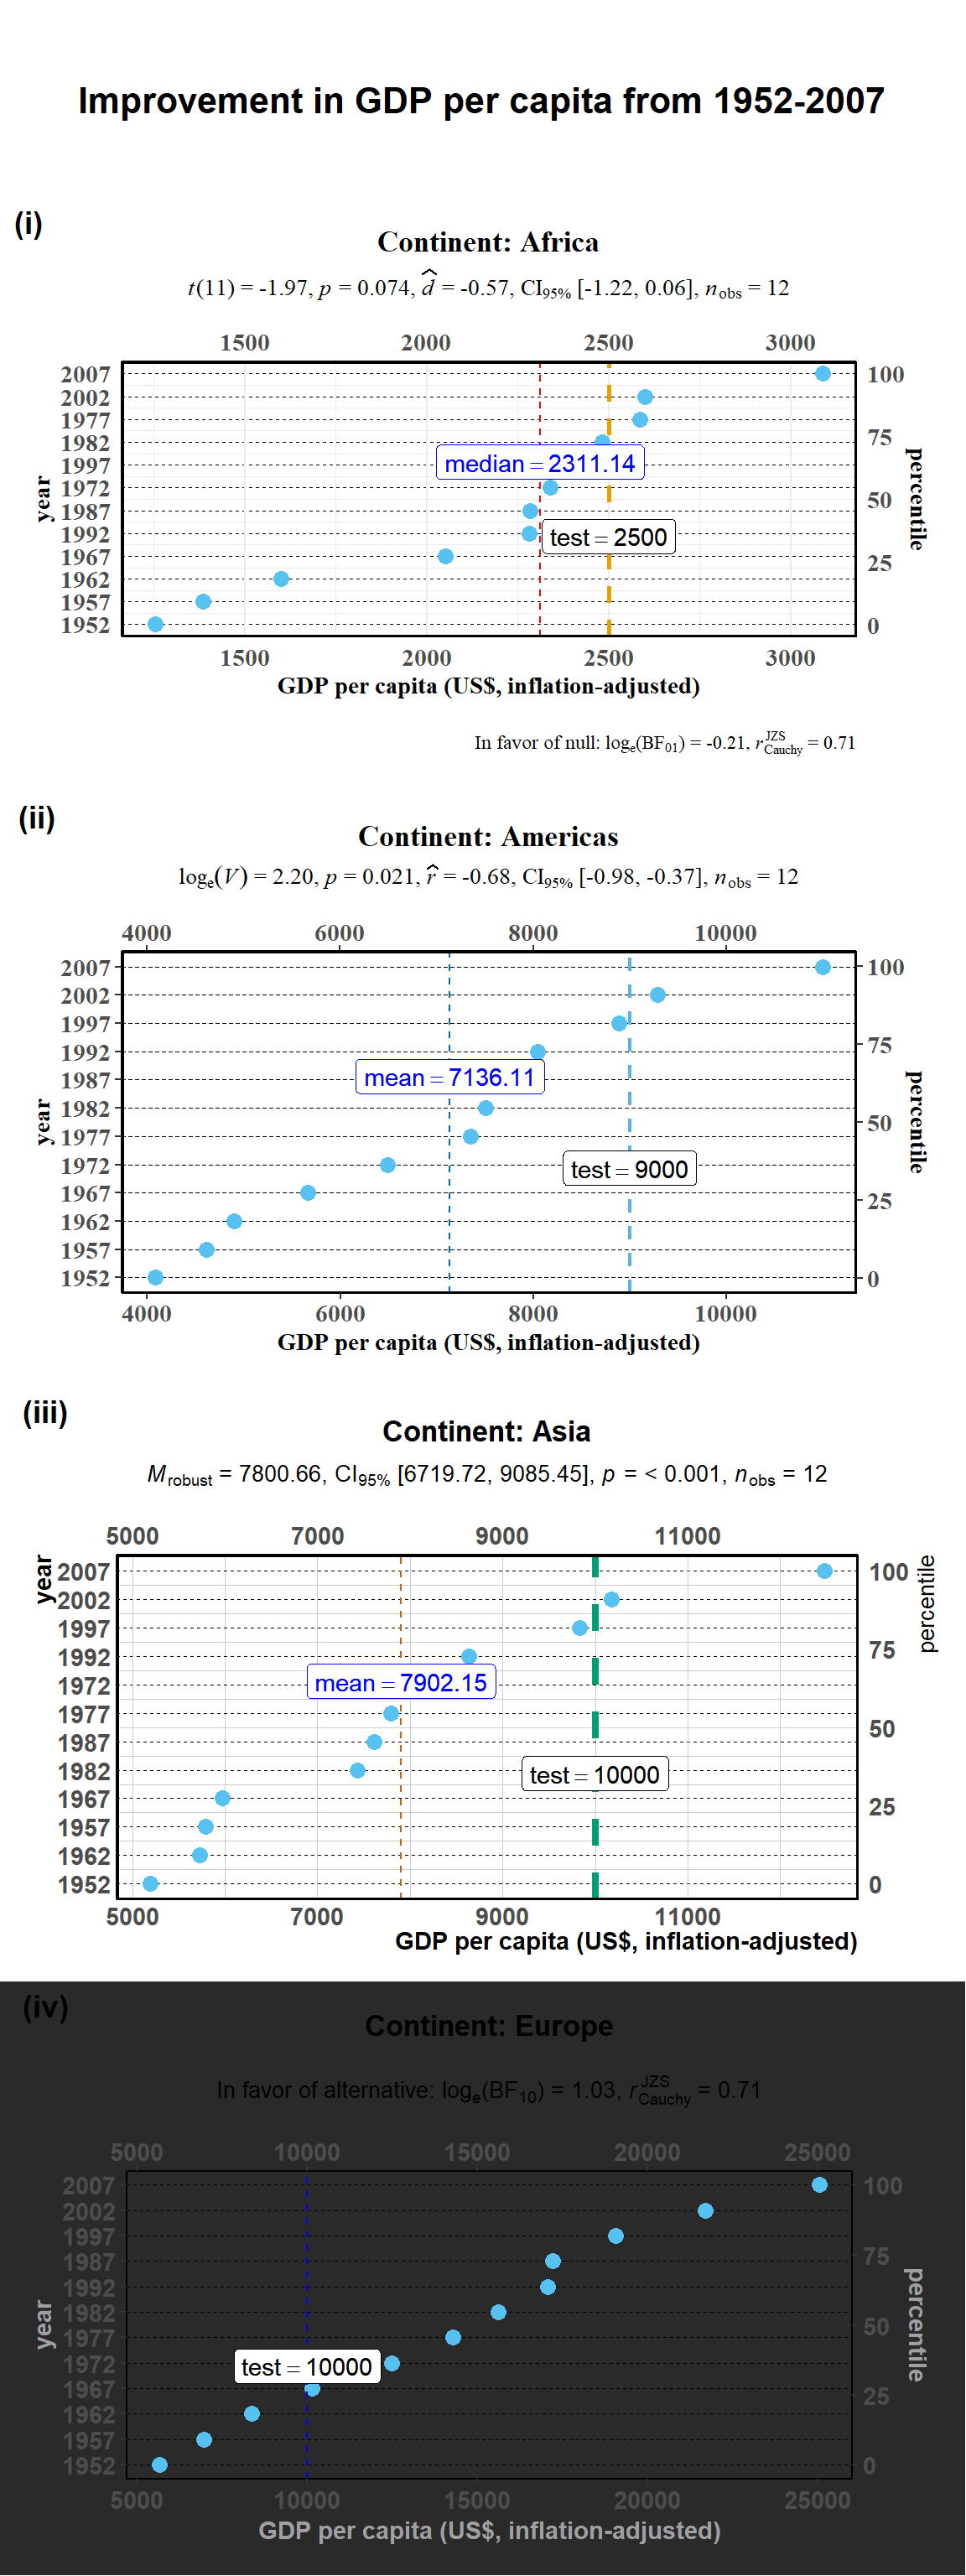 Improvement in GDP per capita from 1952-2007
(i)
Continent: Africa
t(11) = -1.97, p = 0.074, d̂ = -0.57, CI95% [-1.22, 0.06], nobs = 12
1500 2000 2500 3000
2007 100
2002
1977
1982 75
median = 2311.14
1997
1972
year
percentile
50
1987
1992
test = 2500
1967 25
1962
1957
1952 0
1500 2000 2500 3000
GDP per capita (US$, inflation-adjusted)
In favor of null: loge(BF01) = -0.21, rJZSCauchy = 0.71
(ii)
Continent: Americas
loge(V) = 2.20, p = 0.021, r̂ = -0.68, CI95% [-0.98, -0.37], nobs = 12
4000 6000 8000 10000
2007 100
2002
1997
1992 75
mean = 7136.11
1987
1982
year
percentile
50
1977
1972
test = 9000
1967 25
1962
1957
1952 0
4000 6000 8000 10000
GDP per capita (US$, inflation-adjusted)
(iii)
Continent: Asia
Mrobust = 7800.66, CI95% [6719.72, 9085.45], p = < 0.001, nobs = 12
5000 7000 9000 11000
year
percentile
2007 100
2002
1997
1992 75
mean = 7902.15
1972
1977 50
1987
1982
test = 10000
1967 25
1957
1962
1952 0
5000 7000 9000 11000
GDP per capita (US$, inflation-adjusted)
(iv)
Continent: Europe
In favor of alternative: loge(BF10) = 1.03, rJZSCauchy = 0.71
5000 10000 15000 20000 25000
2007 100
2002
1997
1987 75
1992
1982
year
percentile
1977 50
1972
test = 10000
1967 25
1962
1957
1952 0
5000 10000 15000 20000 25000
GDP per capita (US$, inflation-adjusted)